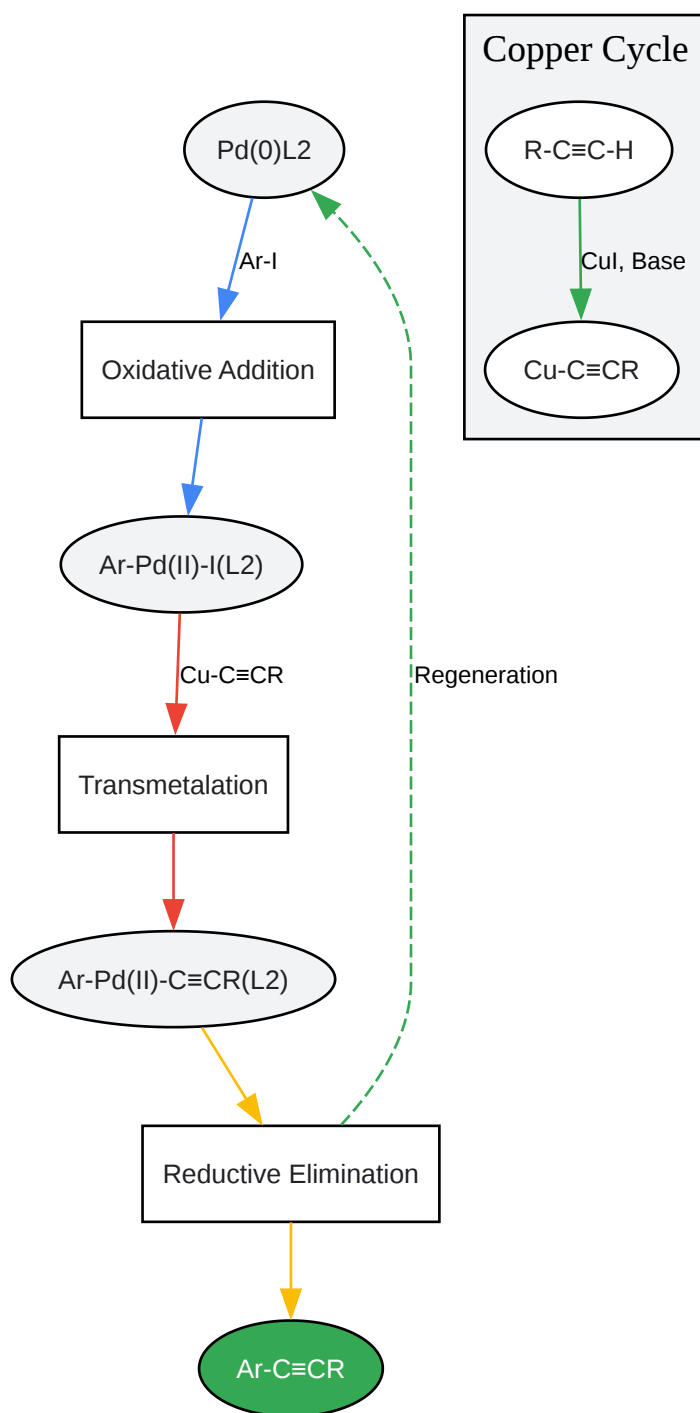 Copper Cycle
Pd(0)L2
R-C≡C-H
Ar-I
CuI, Base
Oxidative Addition
Cu-C≡CR
Ar-Pd(II)-I(L2)
Cu-C≡CR
Regeneration
Transmetalation
Ar-Pd(II)-C≡CR(L2)
Reductive Elimination
Ar-C≡CR